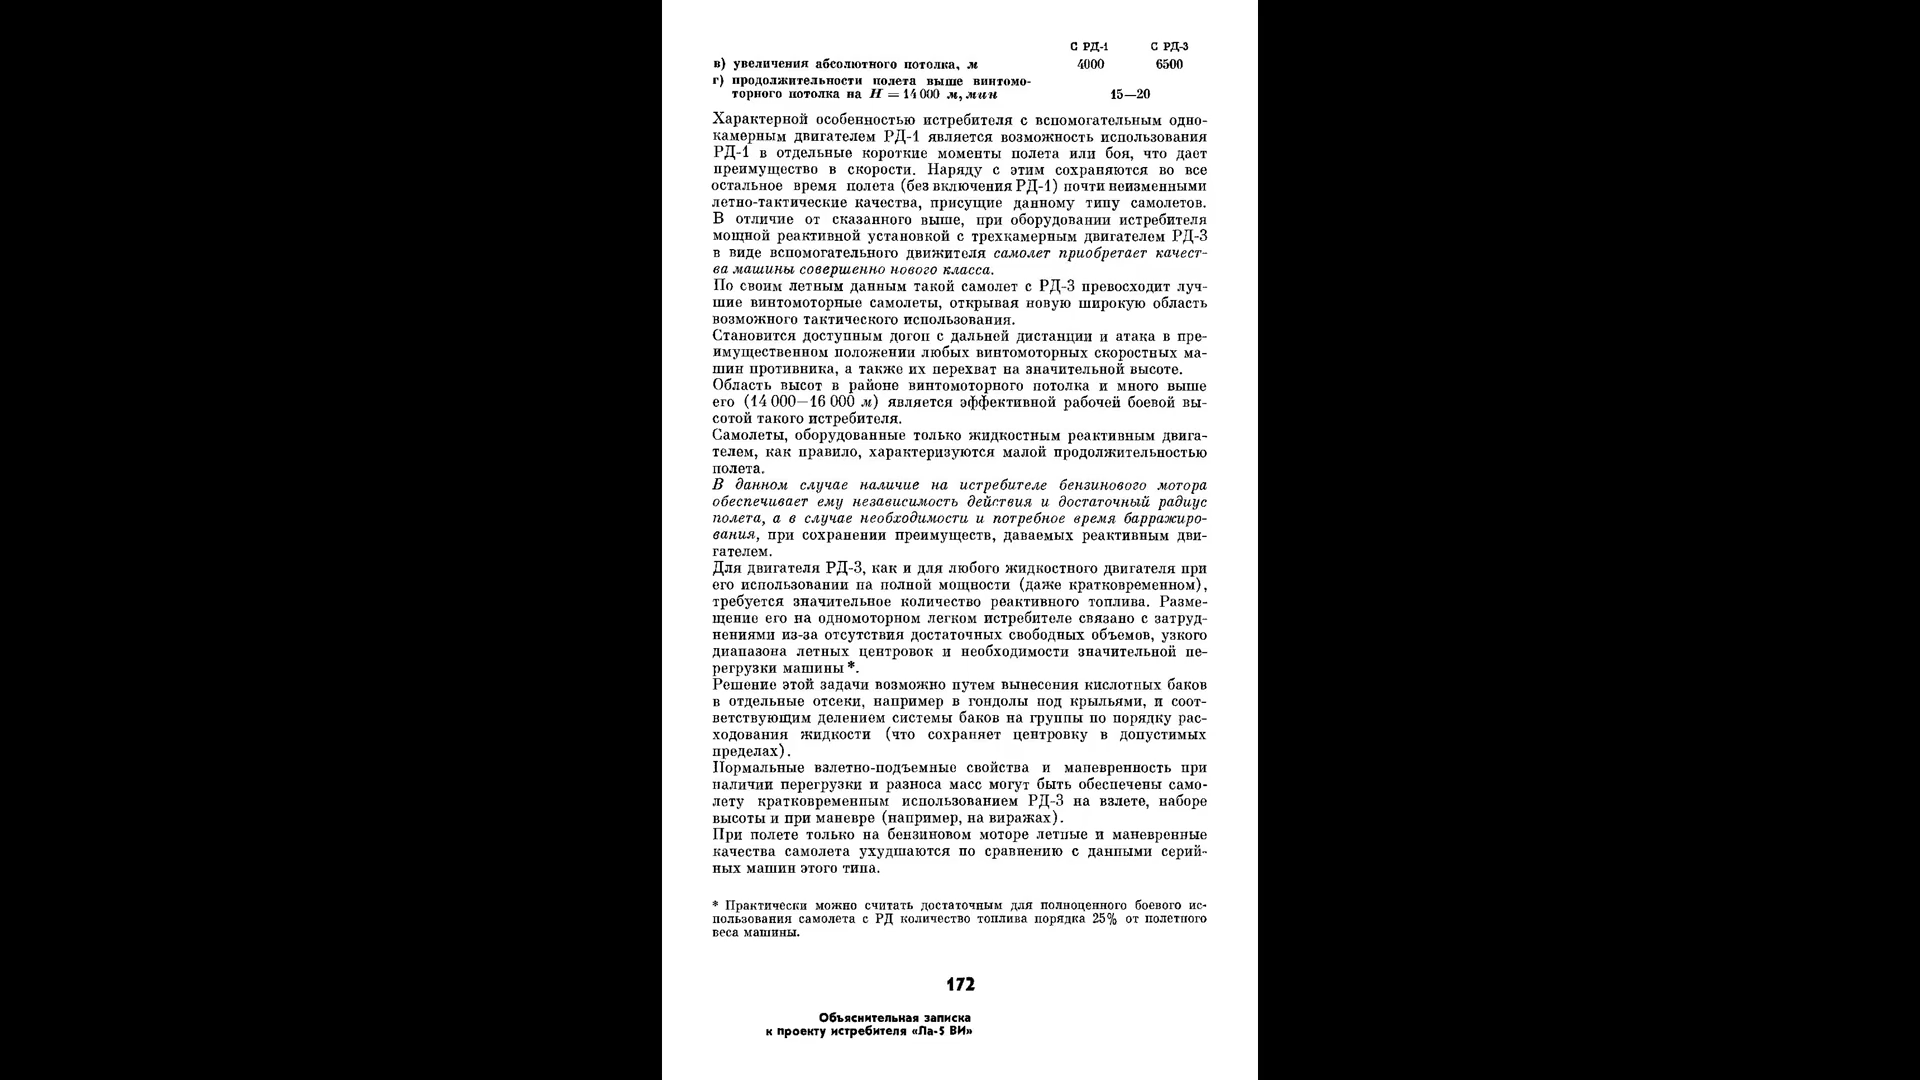 С РД-1 С РД-3
в) увеличения абсолютного потолка, м 4000 6500
г) продолжительности полета выше винтомо-
торного потолка на H = 14 000 м, мин 15—20
Характерной особенностью истребителя с вспомогательным одно-
камерным двигателем РД-1 является возможность использования
РД-1 в отдельные короткие моменты полета или боя, что дает
преимущество в скорости. Наряду с этим сохраняются во все
остальное время полета (без включения РД-1) почти неизменными
летно-тактические качества, присущие данному типу самолетов.
В отличие от сказанного выше, при оборудовании истребителя
мощной реактивной установкой с трехкамерным двигателем РД-3
в виде вспомогательного движителя самолет приобретает качест-
ва машины совершенно нового класса.
По своим летным данным такой самолет с РД-3 превосходит луч-
шие винтомоторные самолеты, открывая новую широкую область
возможного тактического использования.
Становится доступным догон с дальней дистанции и атака в пре-
имущественном положении любых винтомоторных скоростных ма-
шин противника, а также их перехват на значительной высоте.
Область высот в районе винтомоторного потолка и много выше
его (14 000—16 000 м) является эффективной рабочей боевой вы-
сотой такого истребителя.
Самолеты, оборудованные только жидкостным реактивным двига-
телем, как правило, характеризуются малой продолжительностью
полета.
В данном случае наличие на истребителе бензинового мотора
обеспечивает ему независимость действия и достаточный радиус
полета, а в случае необходимости и потребное время барражиро-
вания, при сохранении преимуществ, даваемых реактивным дви-
гателем.
Для двигателя РД-3, как и для любого жидкостного двигателя при
его использовании на полной мощности (даже кратковременном),
требуется значительное количество реактивного топлива. Разме-
щение его на одномоторном легком истребителе связано с затруд-
нениями из-за отсутствия достаточных свободных объемов, узкого
диапазона летных центровок и необходимости значительной пе-
регрузки машины *.
Решение этой задачи возможно путем вынесения кислотных баков
в отдельные отсеки, например в гондолы под крыльями, и соот-
ветствующим делением системы баков на группы по порядку рас-
ходования жидкости (что сохраняет центровку в допустимых
пределах).
Нормальные взлетно-подъемные свойства и маневренность при
наличии перегрузки и разноса масс могут быть обеспечены само-
лету кратковременным использованием РД-3 на взлете, наборе
высоты и при маневре (например, на виражах).
При полете только на бензиновом моторе летные и маневренные
качества самолета ухудшаются по сравнению с данными серий-
ных машин этого типа.
* Практически можно считать достаточным для полноценного боевого ис-
пользования самолета с РД количество топлива порядка 25% от полетного
веса машины.
172
Объяснительная записка
к проекту истребителя «Ла-5 ВИ»